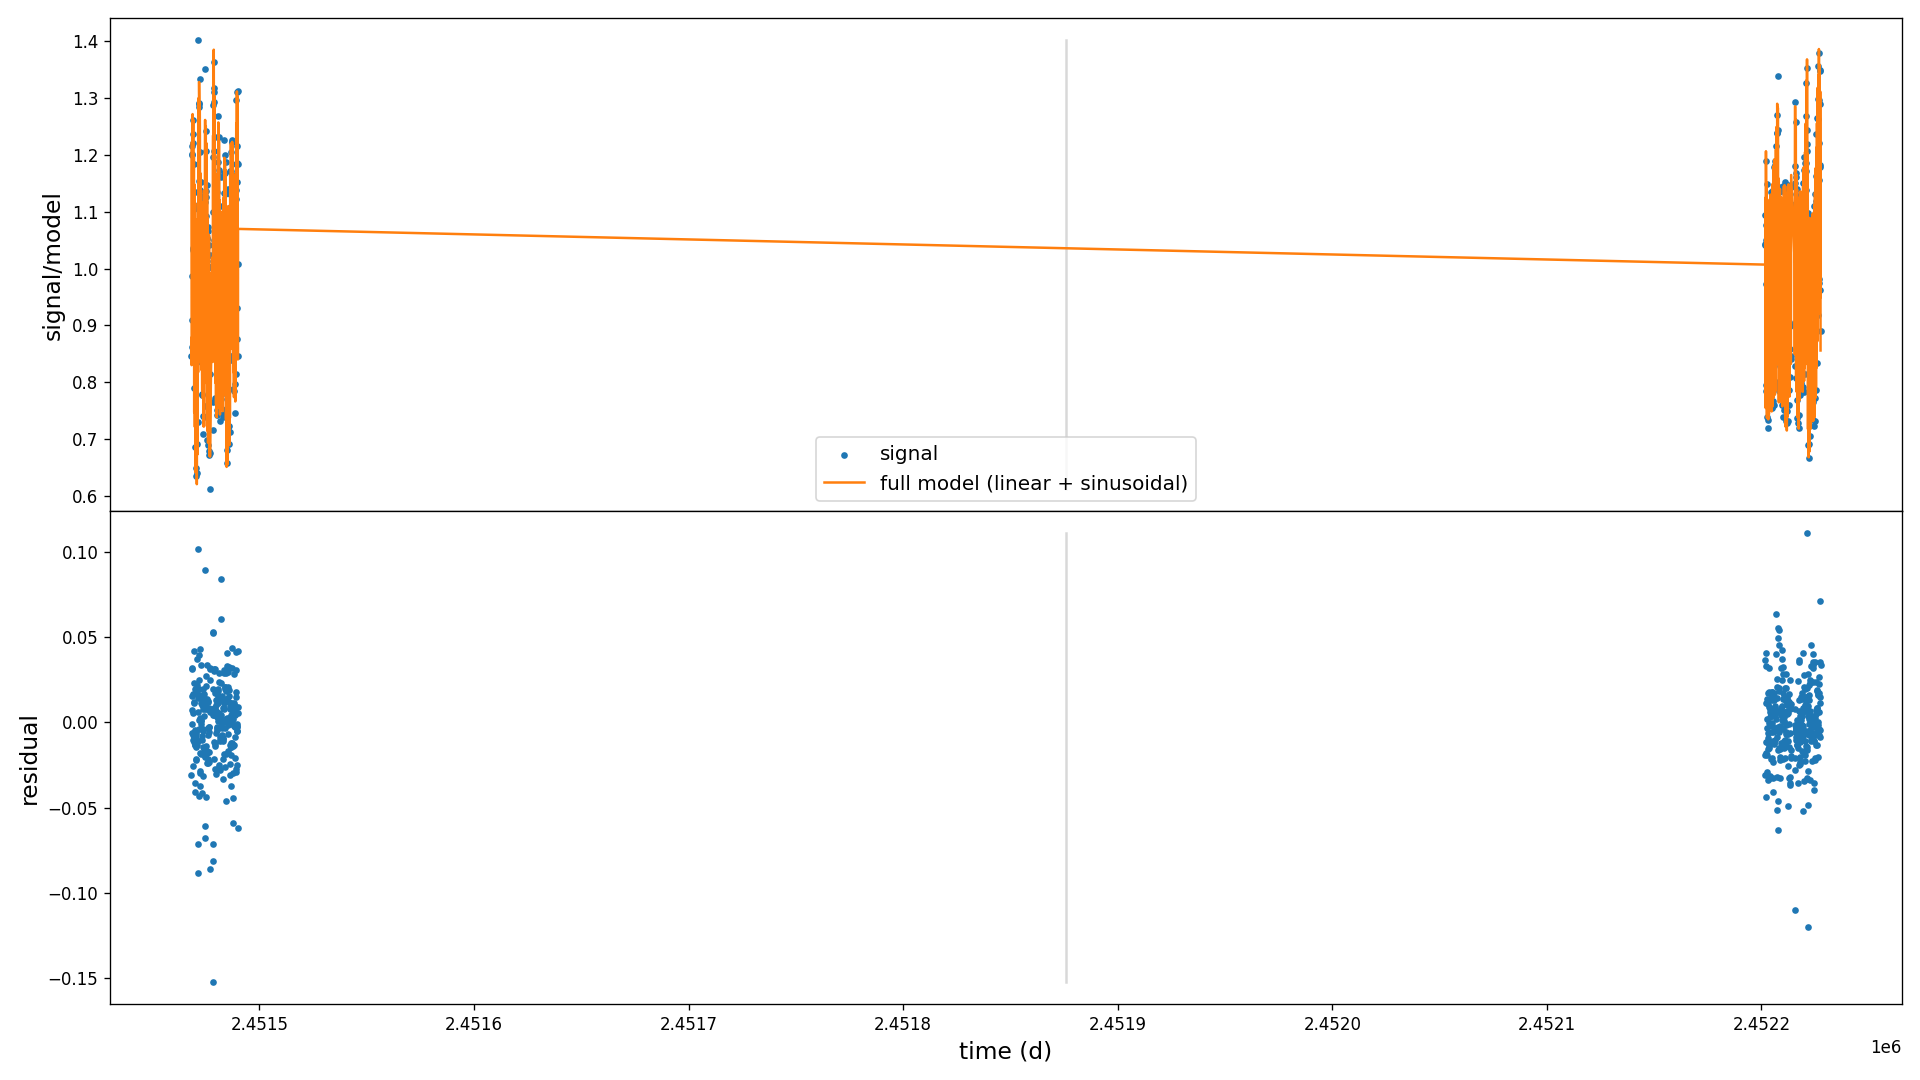 1.4
1.3
1.2
1.1
1.0
0.9
0.8
0.7
0.6
signal/model
signal
full model (linear + sinusoidal)
0.10
0.05
0.00
−0.05
−0.10
−0.15
residual
2.4515 2.4516 2.4517 2.4518 2.4519 2.4520 2.4521 2.4522
1e6
time (d)